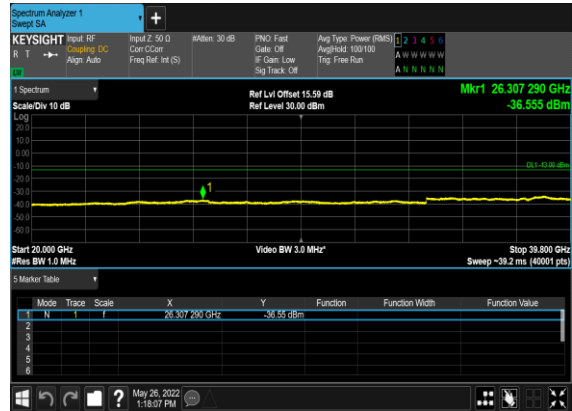 Spectrum Analyzer 1
Swept SA
+
KEYSIGHT Input: RF Input Z: 50 Ω #Atten: 30 dB PNO: Fast Avg Type: Power (RMS) 1 2 3 4 5 6
R T Coupling: DC Corr CCorr Gate: Off Avg|Hold: 100/100 A W W W W W
Align: Auto Freq Ref: Int (S) IF Gain: Low Trig: Free Run
Sig Track: Off A N N N N N
1 Spectrum Ref Lvl Offset 15.59 dB Mkr1 26.307 290 GHz
Scale/Div 10 dB Ref Level 30.00 dBm -36.555 dBm
Log
20.0
10.0
0.00
-10.0
DL1 -13.00 dBm
-20.0
-30.0
1
-40.0
-50.0
-60.0
Start 20.000 GHz Video BW 3.0 MHz* Stop 39.800 GHz
#Res BW 1.0 MHz Sweep ~39.2 ms (40001 pts)
5 Marker Table
Mode Trace Scale X Y Function Function Width Function Value
1 N 1 f 26.307 290 GHz -36.55 dBm
2
3
4
5
6
? May 26, 2022
1:18:07 PM